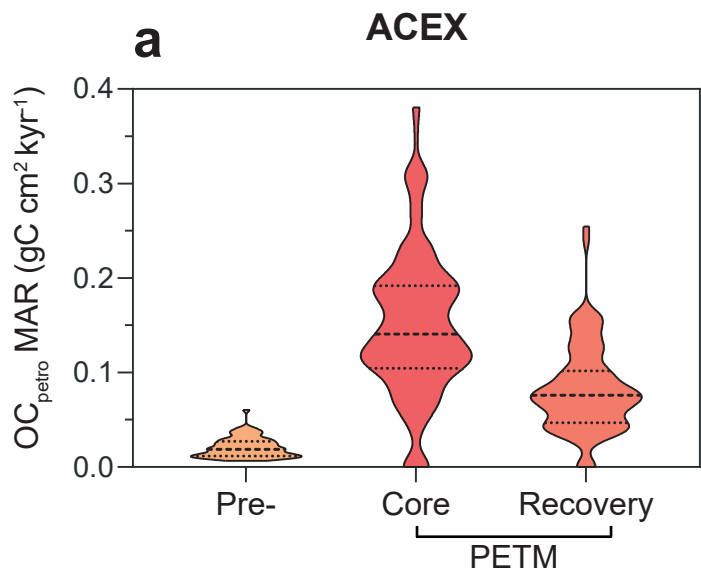 a
ACEX
OCpetro MAR (gC cm² kyr⁻¹)
0.4
0.3
0.2
0.1
0.0
Pre-
Core
Recovery
PETM